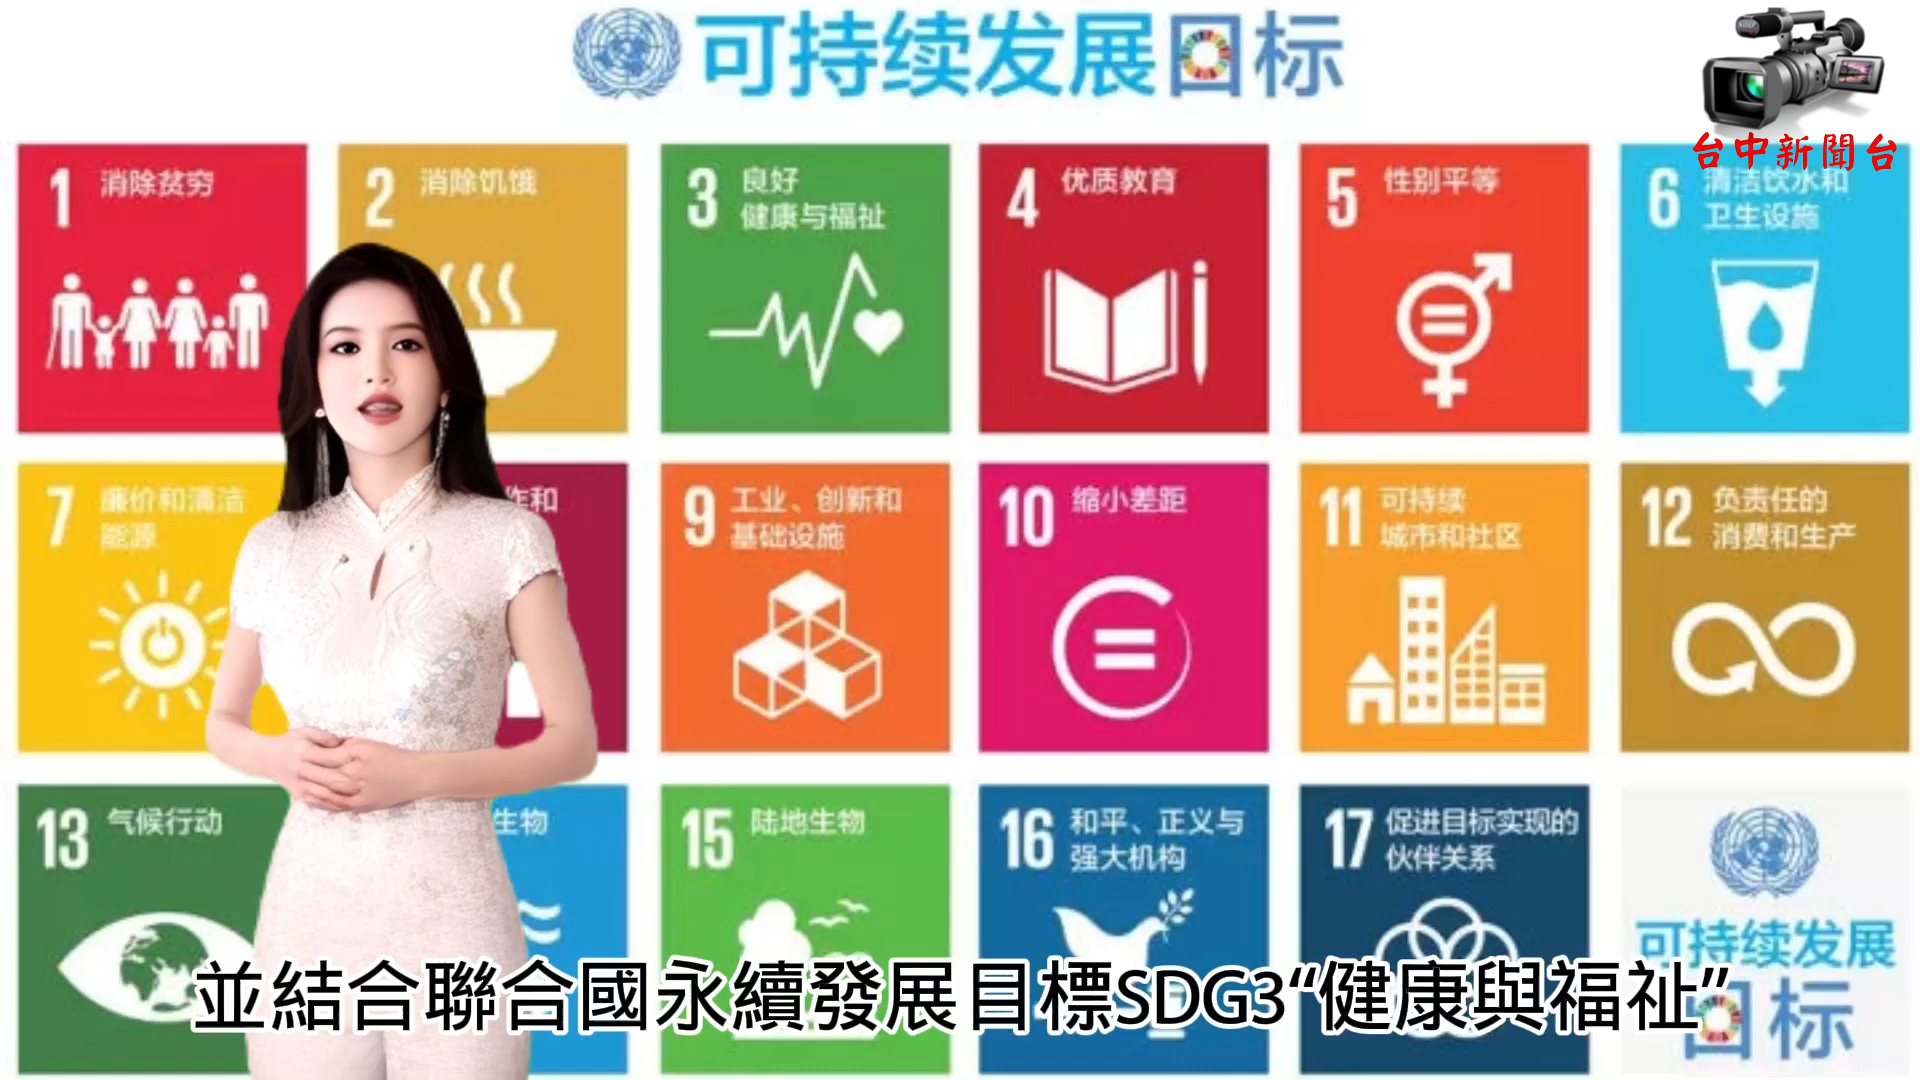 可持续发展目标
台中新聞台
1 消除贫穷
2 消除饥饿
3 良好
健康与福祉
4 优质教育
5 性别平等
6 清洁饮水和
卫生设施
7 廉价和清洁
能源
作和
9 工业、创新和
基础设施
10 缩小差距
11 可持续
城市和社区
12 负责任的
消费和生产
13 气候行动
生物
15 陆地生物
16 和平、正义与
强大机构
17 促进目标实现的
伙伴关系
可持续发展
目标
並結合聯合國永續發展目標SDG3“健康與福祉”